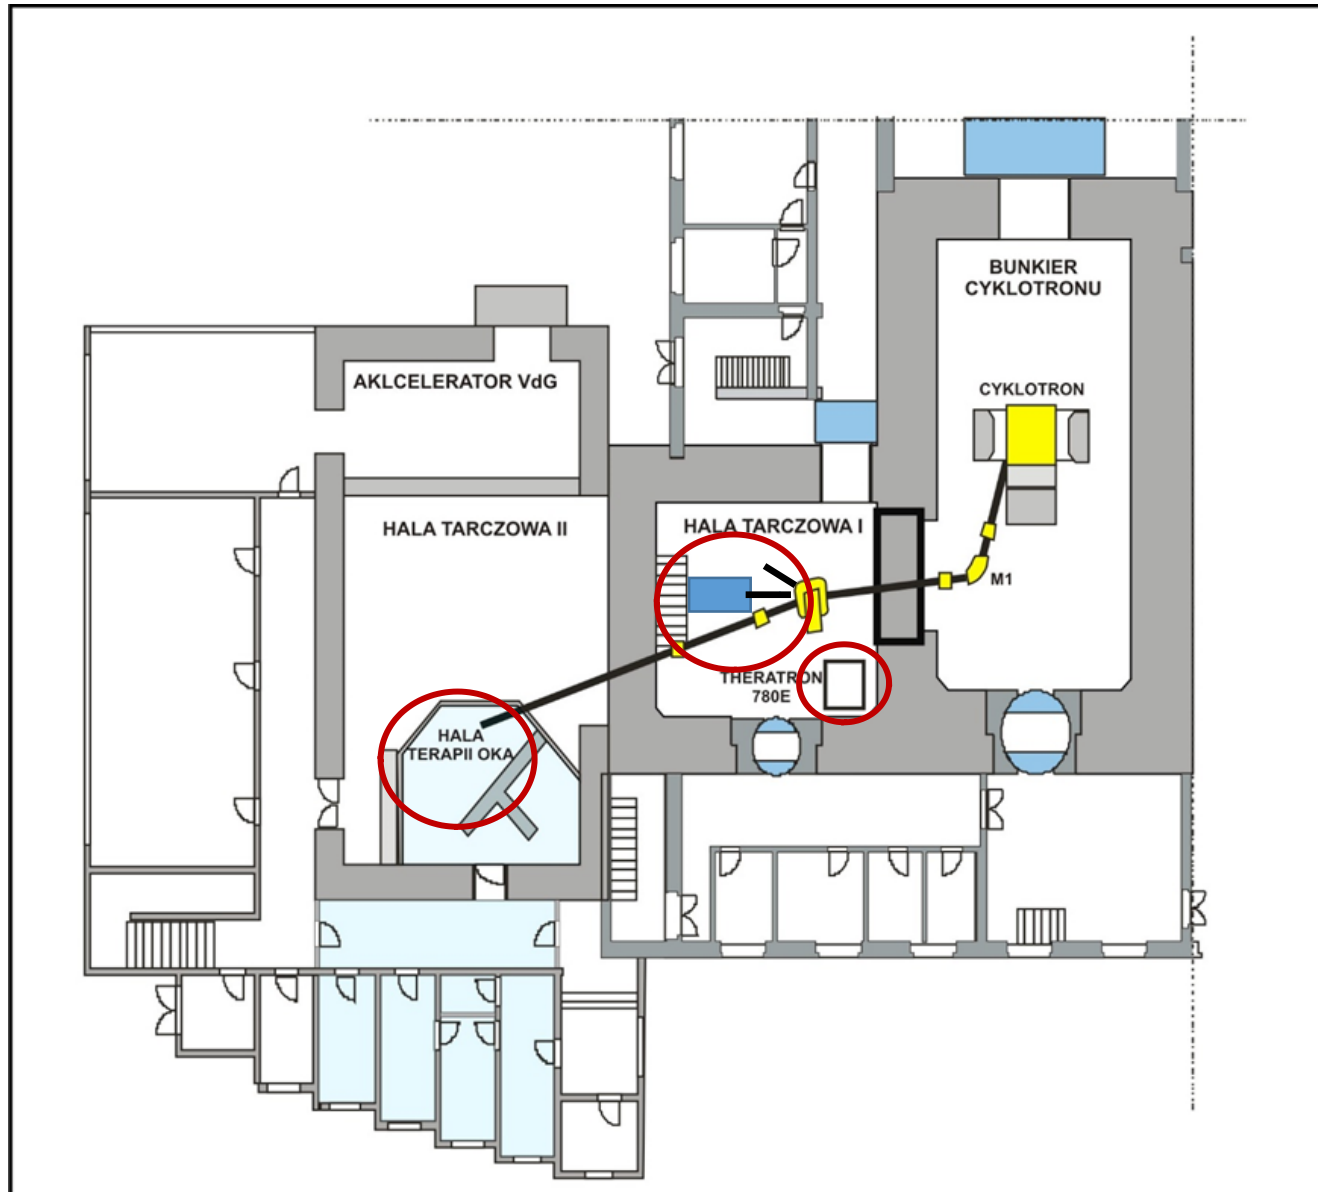 BUNKIER
CYKLOTRONU
AKLCELERATOR VdG
CYKLOTRON
HALA TARCZOWA II
HALA TARCZOWA I
M1
THERATRON
780E
HALA
TERAPII OKA